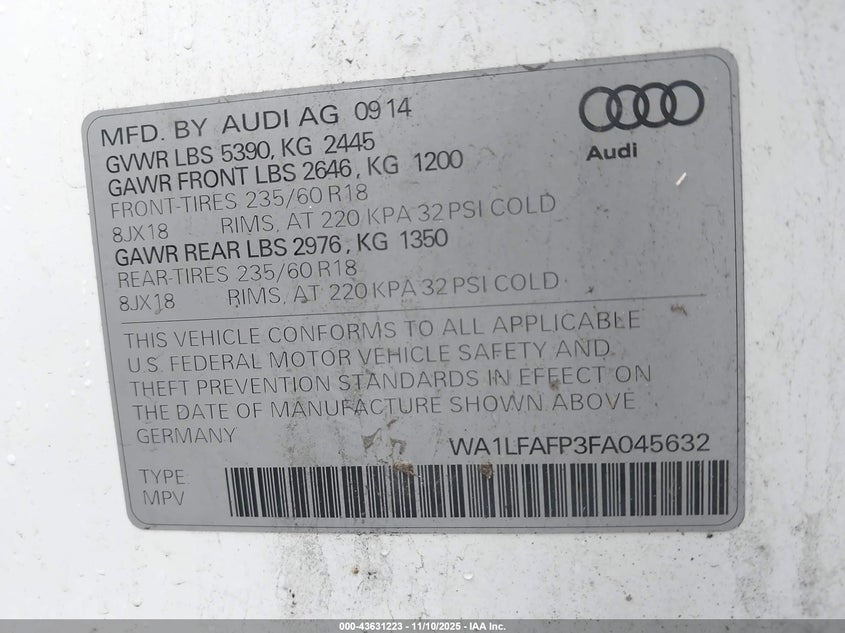 MFD. BY AUDI AG 0914
GVWR LBS 5390, KG 2445
GAWR FRONT LBS 2646, KG 1200
FRONT-TIRES 235/60 R18
8JX18 RIMS, AT 220 KPA 32 PSI COLD
GAWR REAR LBS 2976, KG 1350
REAR-TIRES 235/60 R18
8JX18 RIMS, AT 220 KPA 32 PSI COLD
Audi
THIS VEHICLE CONFORMS TO ALL APPLICABLE
U.S. FEDERAL MOTOR VEHICLE SAFETY AND
THEFT PREVENTION STANDARDS IN EFFECT ON
THE DATE OF MANUFACTURE SHOWN ABOVE
GERMANY
WA1LFAFP3FA045632
TYPE:
MPV
000-43631223 — 11/10/2025 — IAA Inc.